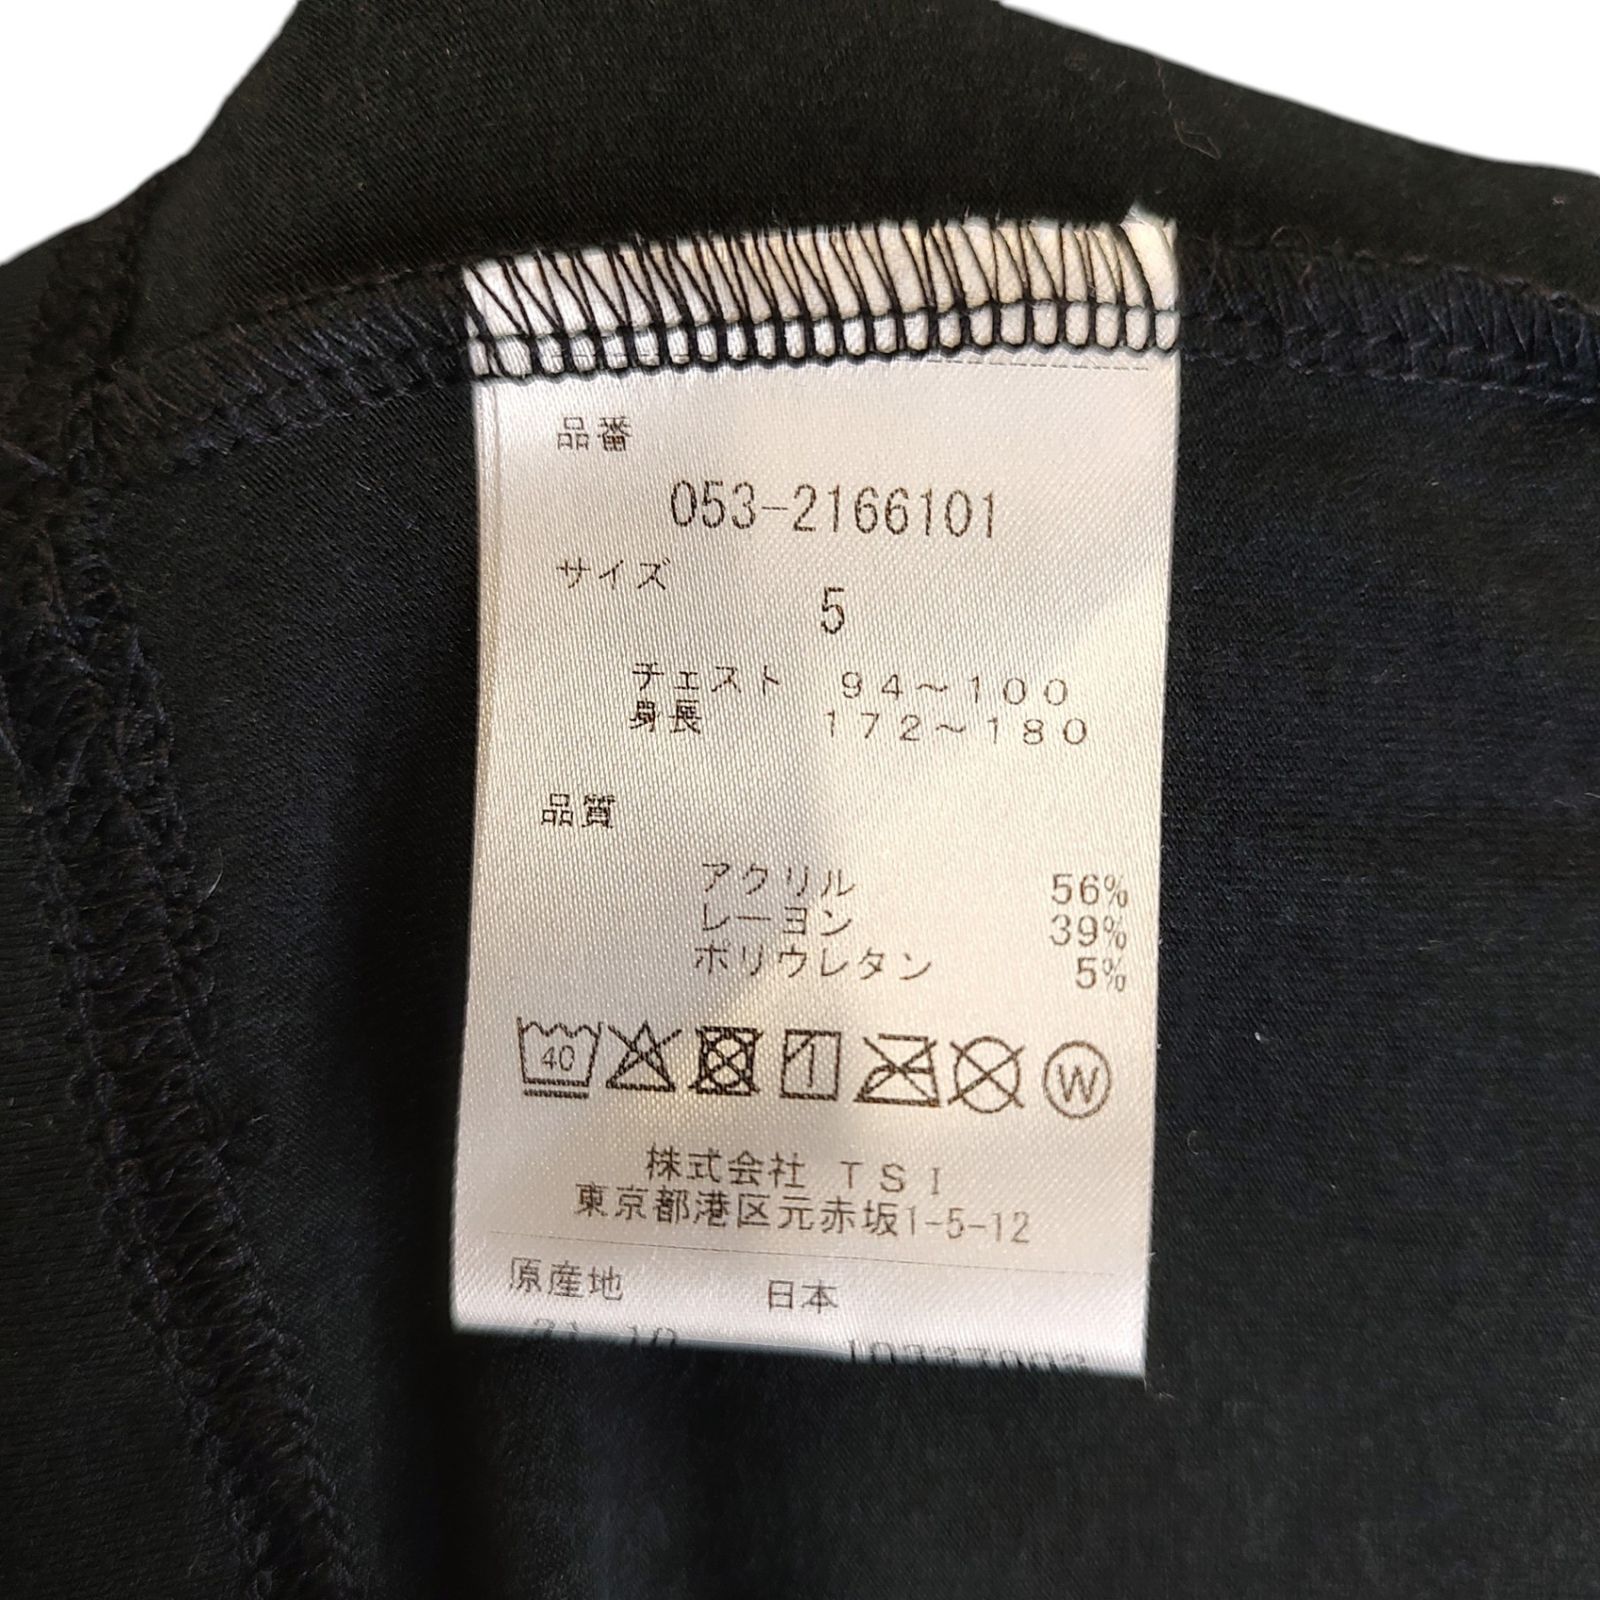 品番
053-2166101
サイズ
5
チェスト 94～100
身長 172～180
品質
アクリル 56%
レーヨン 39%
ポリウレタン 5%
40
1
W
株式会社 TSI
東京都港区元赤坂1-5-12
原産地 日本